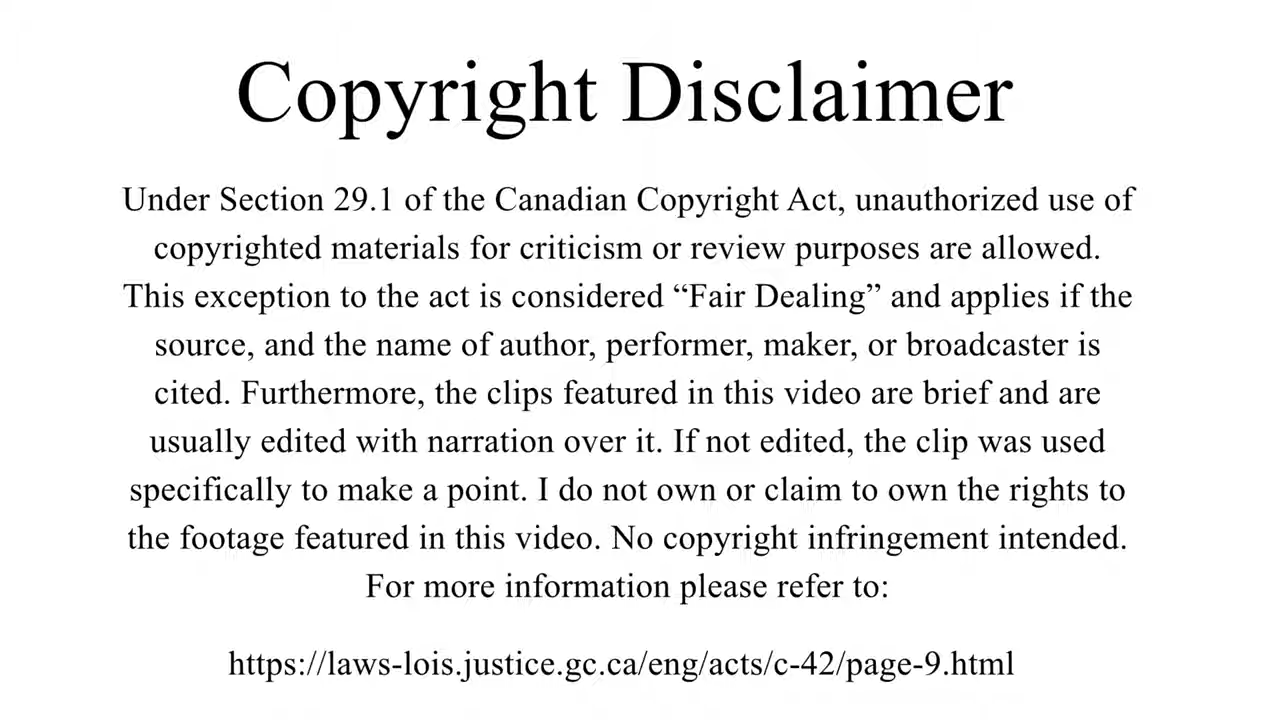 Copyright Disclaimer
Under Section 29.1 of the Canadian Copyright Act, unauthorized use of
copyrighted materials for criticism or review purposes are allowed.
This exception to the act is considered “Fair Dealing” and applies if the
source, and the name of author, performer, maker, or broadcaster is
cited. Furthermore, the clips featured in this video are brief and are
usually edited with narration over it. If not edited, the clip was used
specifically to make a point. I do not own or claim to own the rights to
the footage featured in this video. No copyright infringement intended.
For more information please refer to:
https://laws-lois.justice.gc.ca/eng/acts/c-42/page-9.html